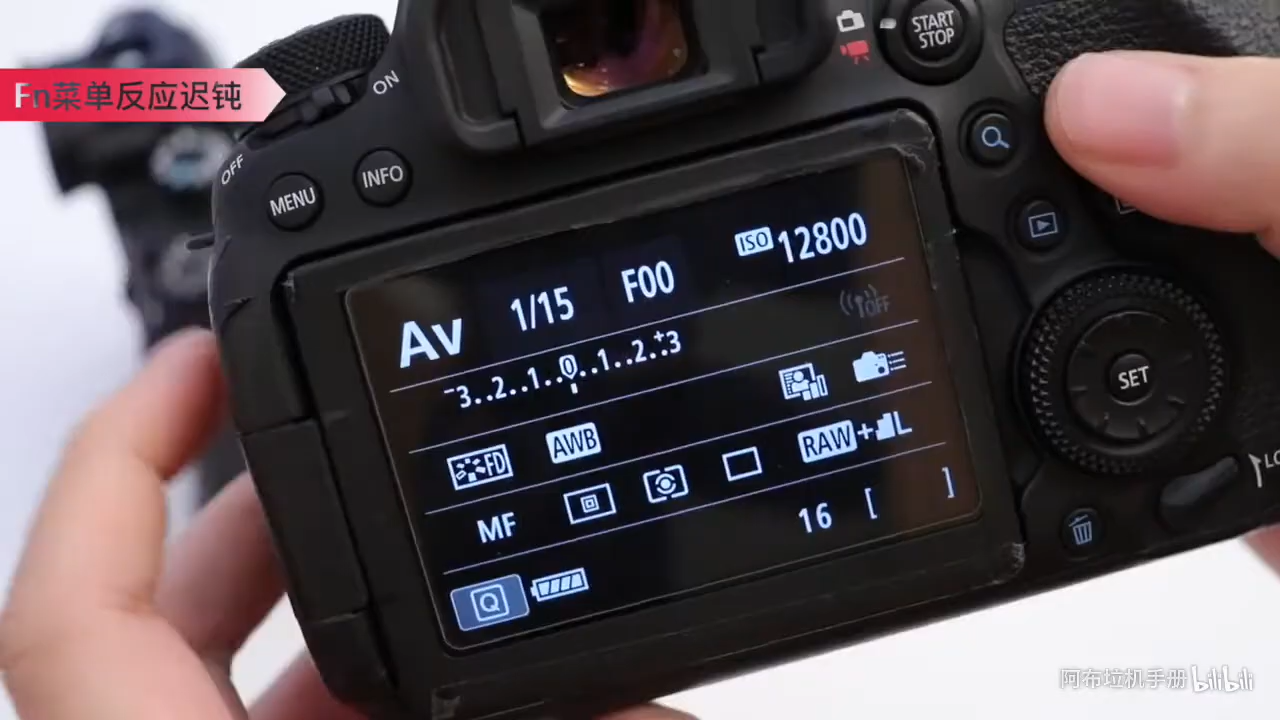 START
STOP
Fn菜单反应迟钝
ON
OFF
MENU
INFO
Av
1/15
F00
ISO 12800
OFF
-3..2..1..0..1..2..+3
FD
AWB
RAW+L
MF
16 [ ]
Q
SET
阿布垃机手册 bilibili